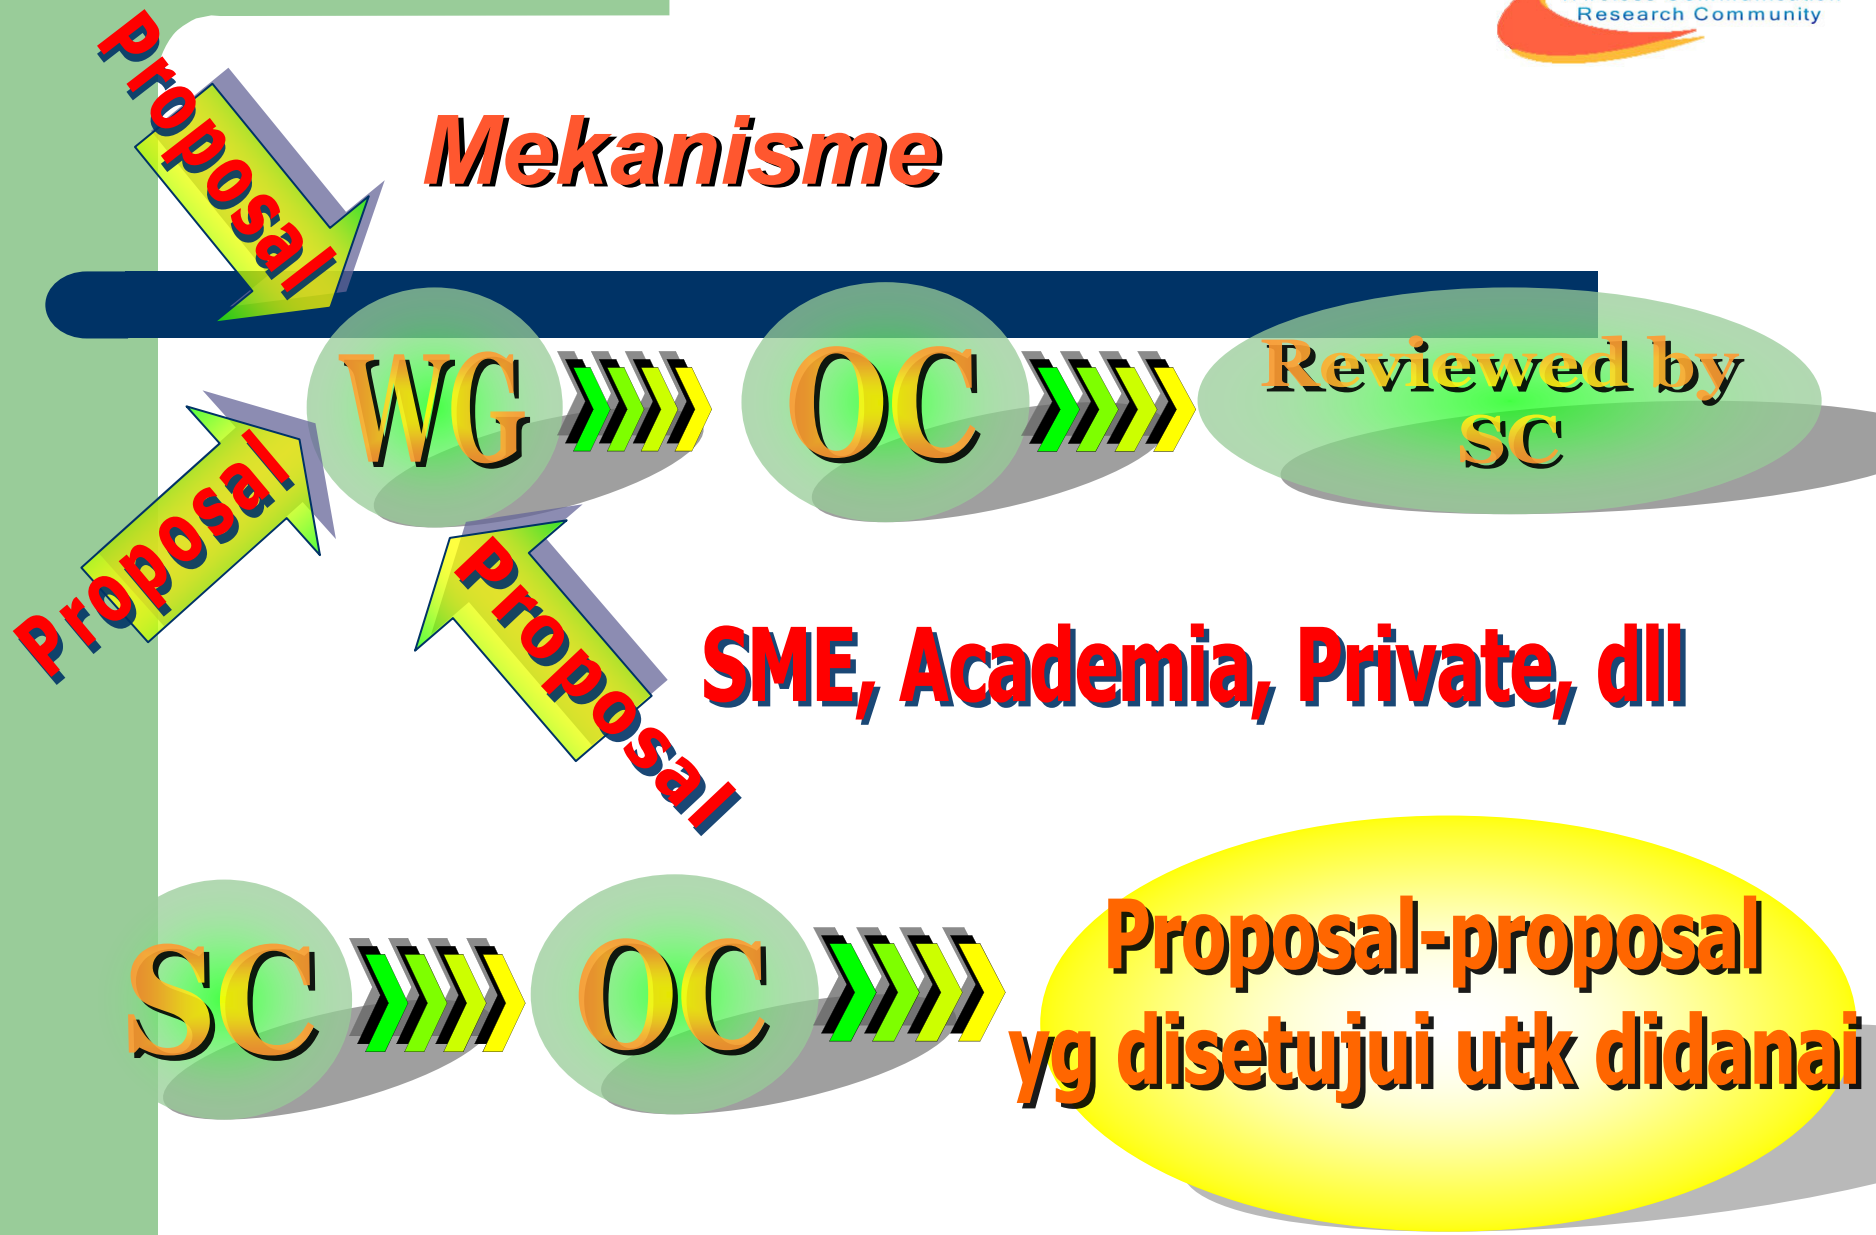 Research Community
Mekanisme
Proposal
WG
OC
Reviewed by
SC
Proposal
Proposal
SME, Academia, Private, dll
SC
OC
Proposal-proposal
yg disetujui utk didanai